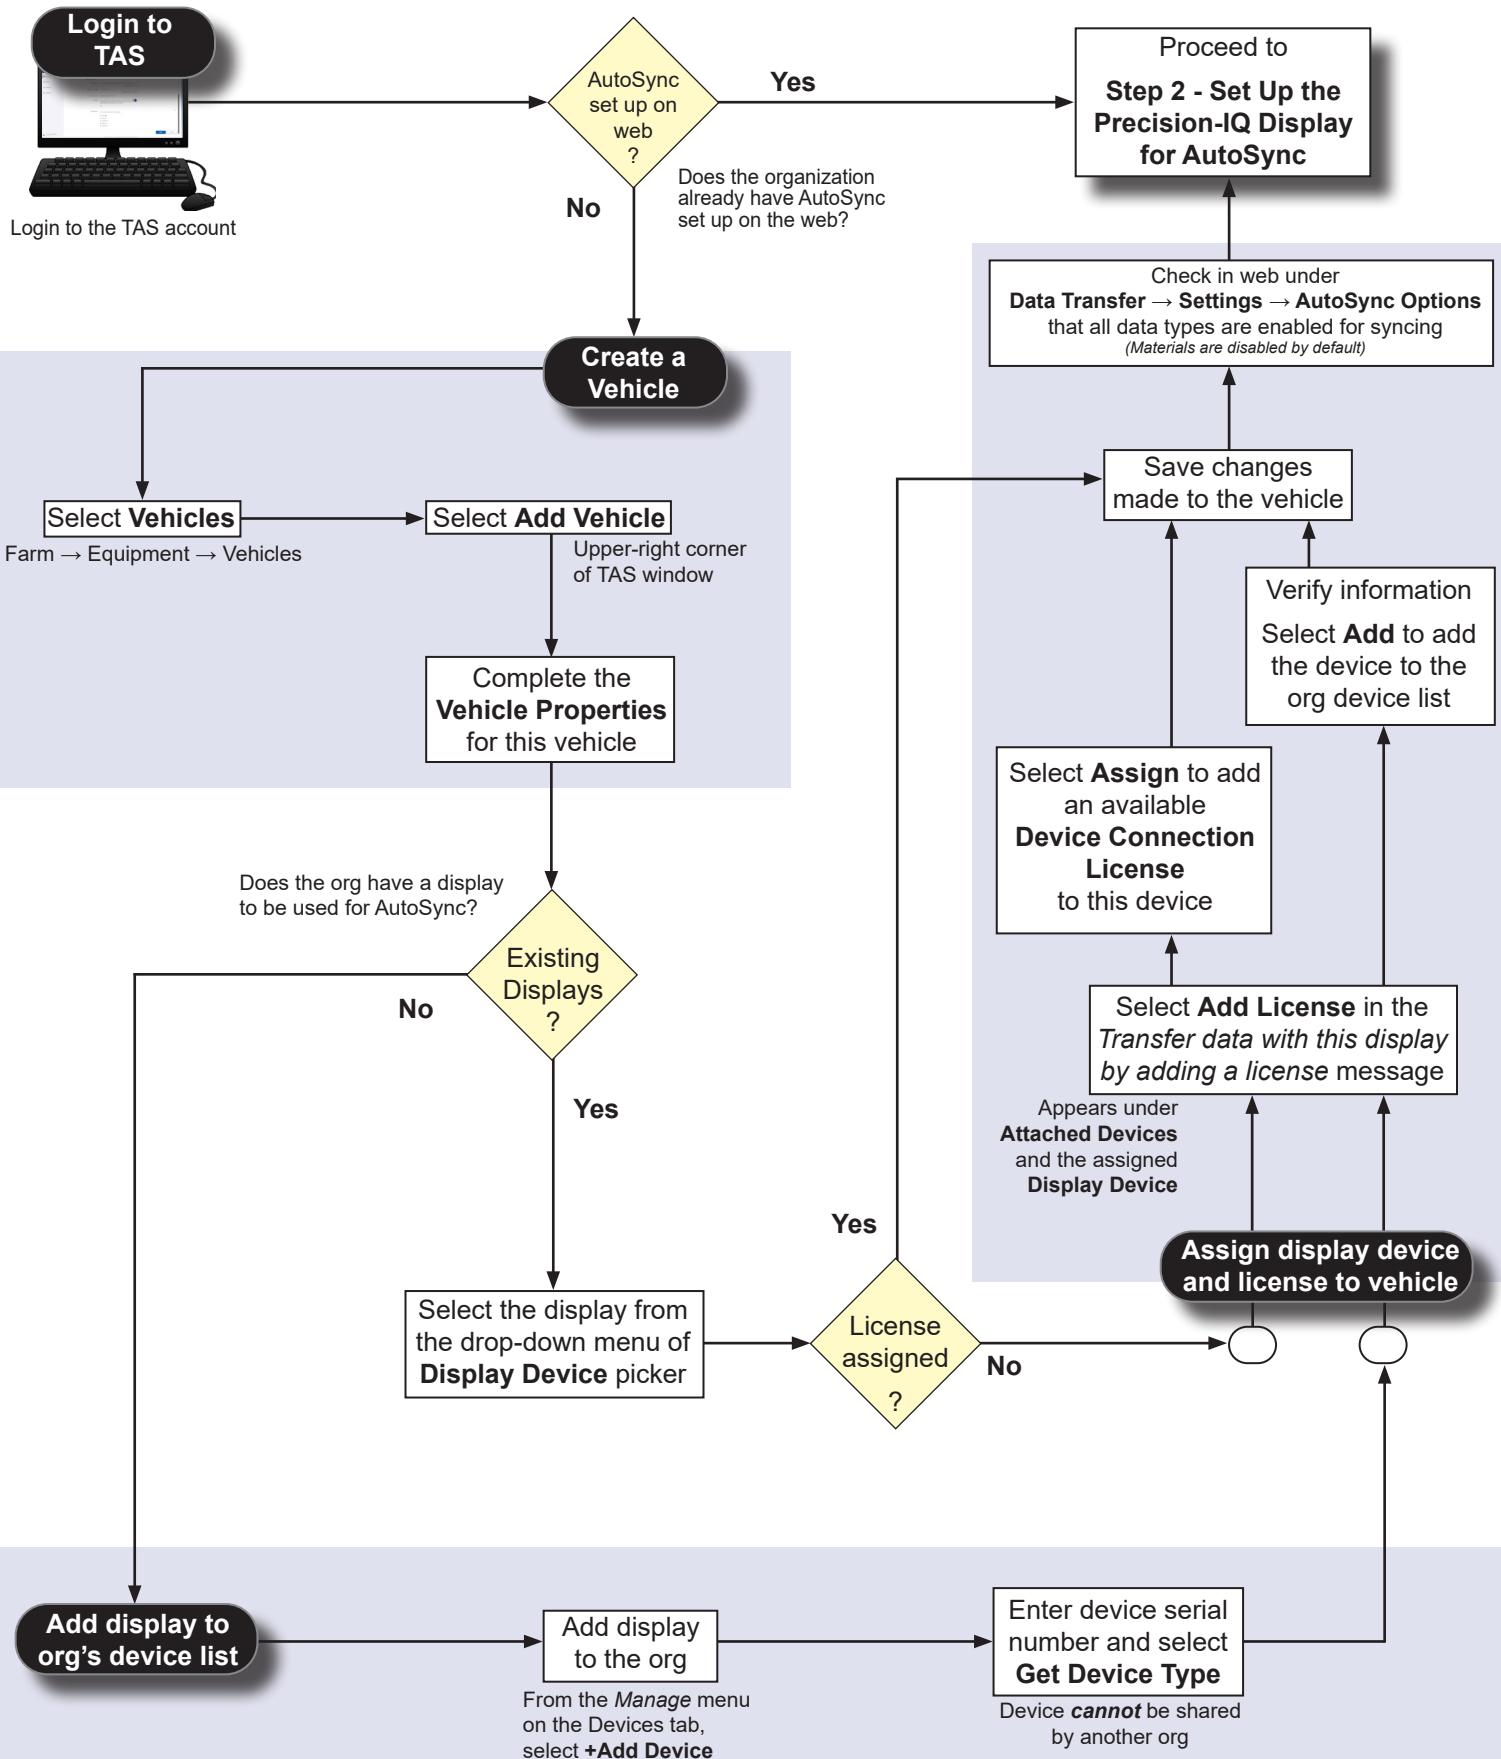 Login to
TAS
Login to the TAS account
AutoSync
set up on
web
?
Yes
No
Does the organization
already have AutoSync
set up on the web?
Proceed to
Step 2 - Set Up the
Precision-IQ Display
for AutoSync
Create a
Vehicle
Select Vehicles
Farm → Equipment → Vehicles
Select Add Vehicle
Upper-right corner
of TAS window
Complete the
Vehicle Properties
for this vehicle
Does the org have a display
to be used for AutoSync?
Existing
Displays
?
No
Yes
Select the display from
the drop-down menu of
Display Device picker
License
assigned
?
Yes
No
Check in web under
Data Transfer → Settings → AutoSync Options
that all data types are enabled for syncing
(Materials are disabled by default)
Save changes
made to the vehicle
Verify information
Select Add to add
the device to the
org device list
Select Assign to add
an available
Device Connection
License
to this device
Select Add License in the
Transfer data with this display
by adding a license message
Appears under
Attached Devices
and the assigned
Display Device
Assign display device
and license to vehicle
Add display to
org's device list
Add display
to the org
From the Manage menu
on the Devices tab,
select +Add Device
Enter device serial
number and select
Get Device Type
Device cannot be shared
by another org